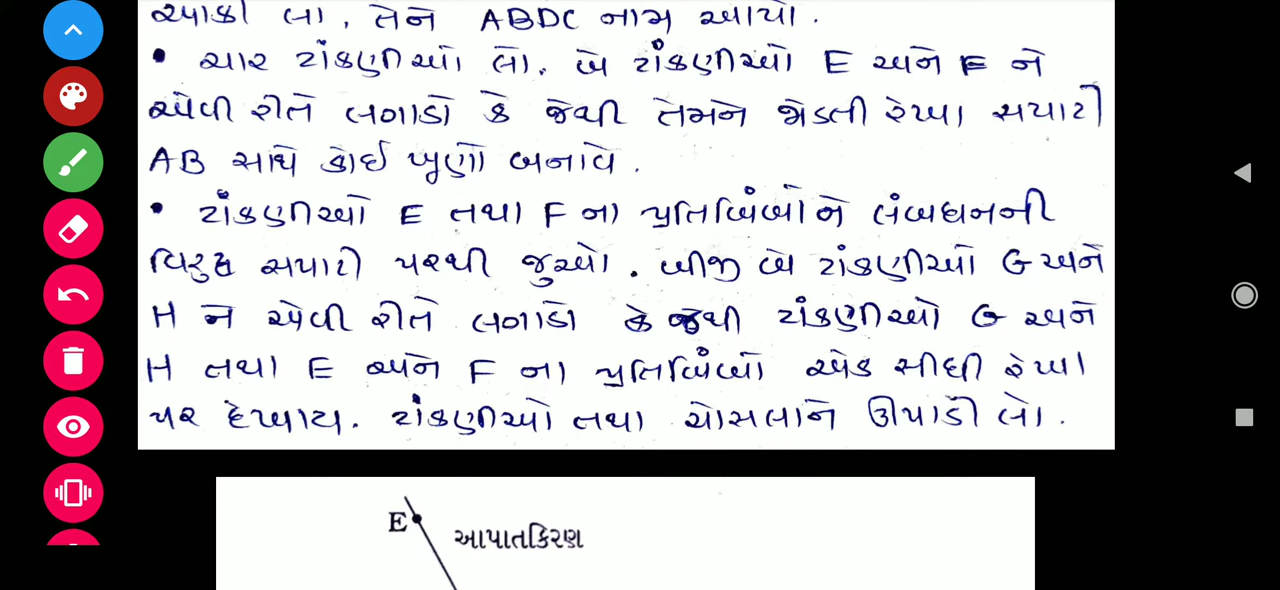 લો, તેને ABDC નામ આપો.
• ચાર ટાંકણીઓ લો. બે ટાંકણીઓ E અને F ને
એવી રીતે લગાડો કે જેથી તેમને જોડતી રેખા સપાટી
AB સાથે કોઈ ખૂણો બનાવે.
• ટાંકણીઓ E તથા F ના પ્રતિબિંબોને લંબઘનની
વિરુદ્ધ સપાટી પરથી જુઓ. બીજી બે ટાંકણીઓ G અને
H ને એવી રીતે લગાડો કે જેથી ટાંકણીઓ G અને
H તથા E અને F ના પ્રતિબિંબો એક સીધી રેખા
પર દેખાય. ટાંકણીઓ તથા ચોસલાને ઊપાડી લો.
E
આપાતકિરણ